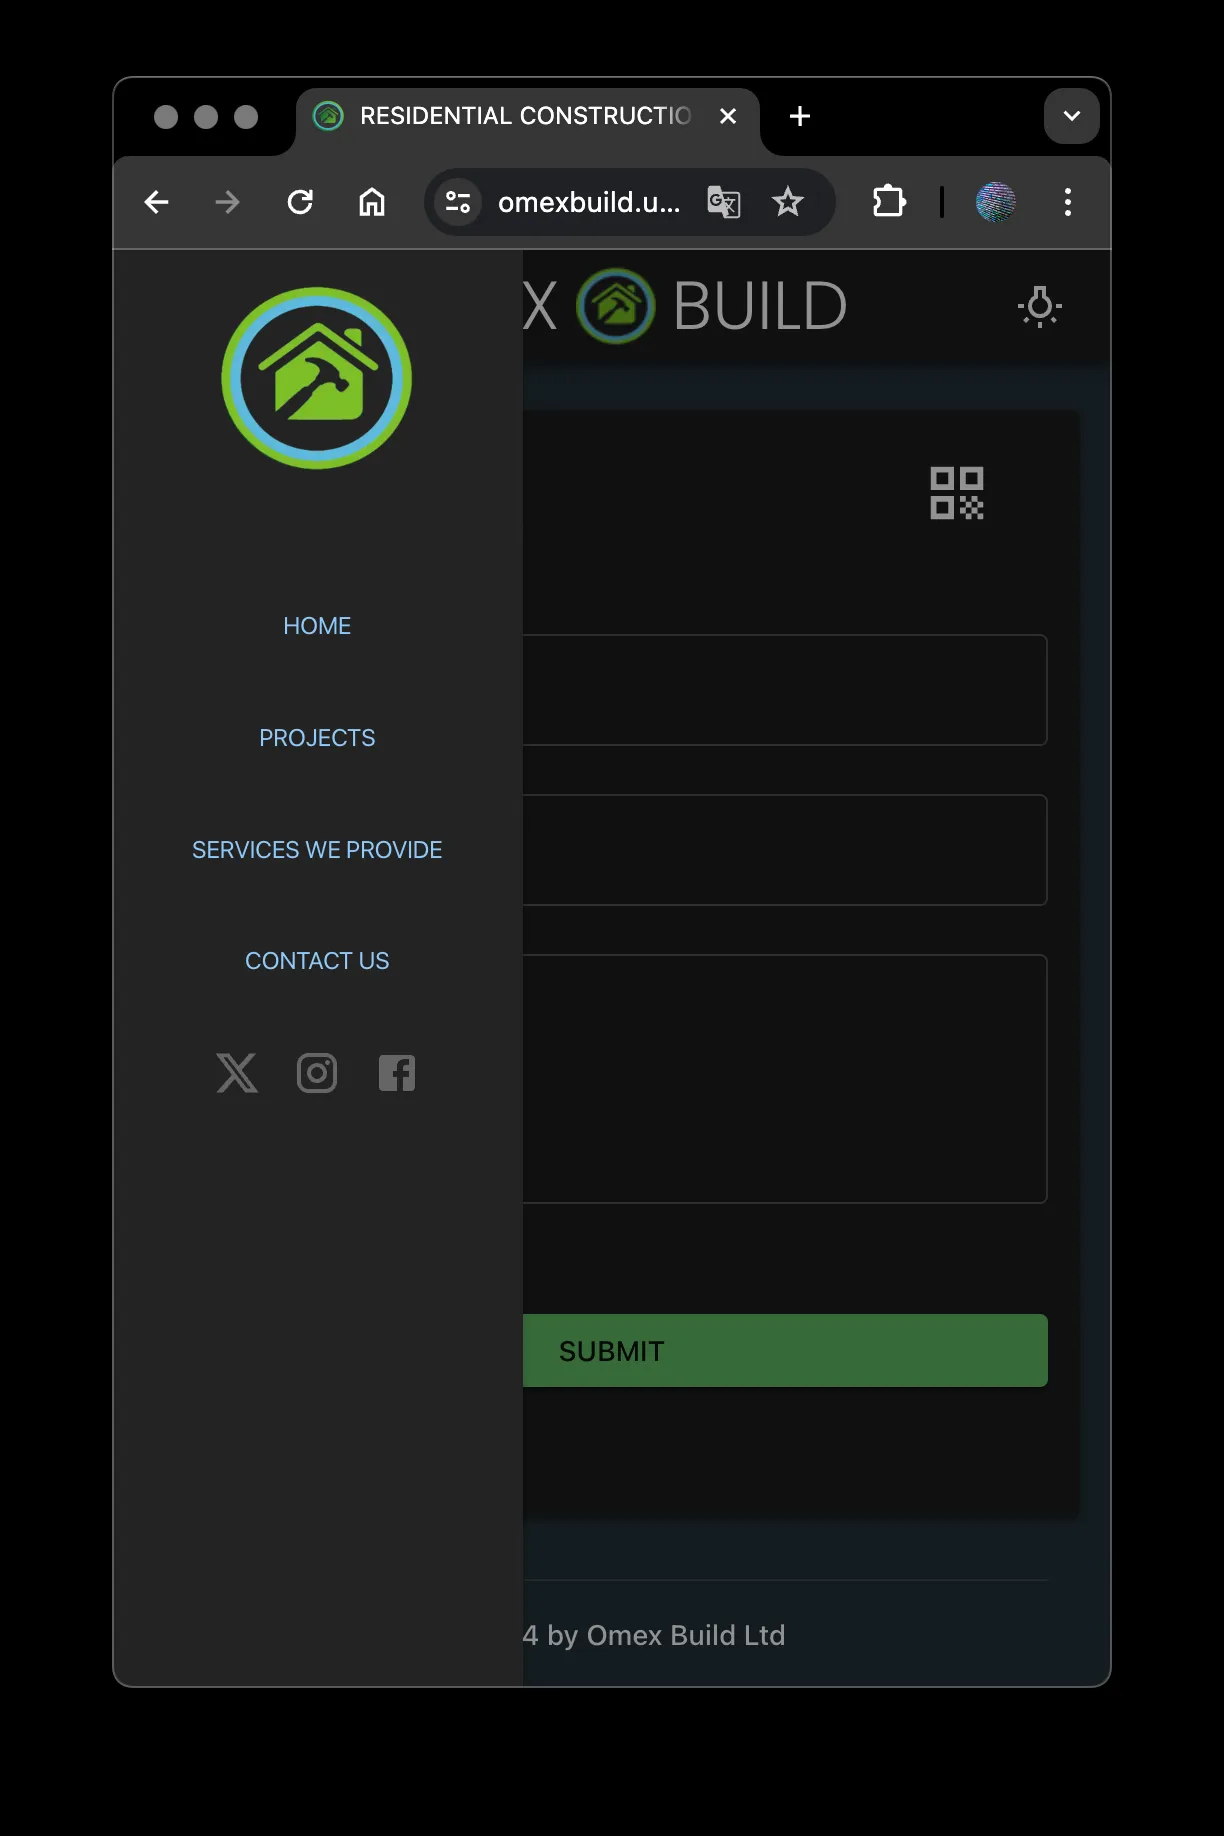 RESIDENTIAL CONSTRUCTIO
omexbuild.u...
X BUILD
HOME
PROJECTS
SERVICES WE PROVIDE
CONTACT US
SUBMIT
4 by Omex Build Ltd